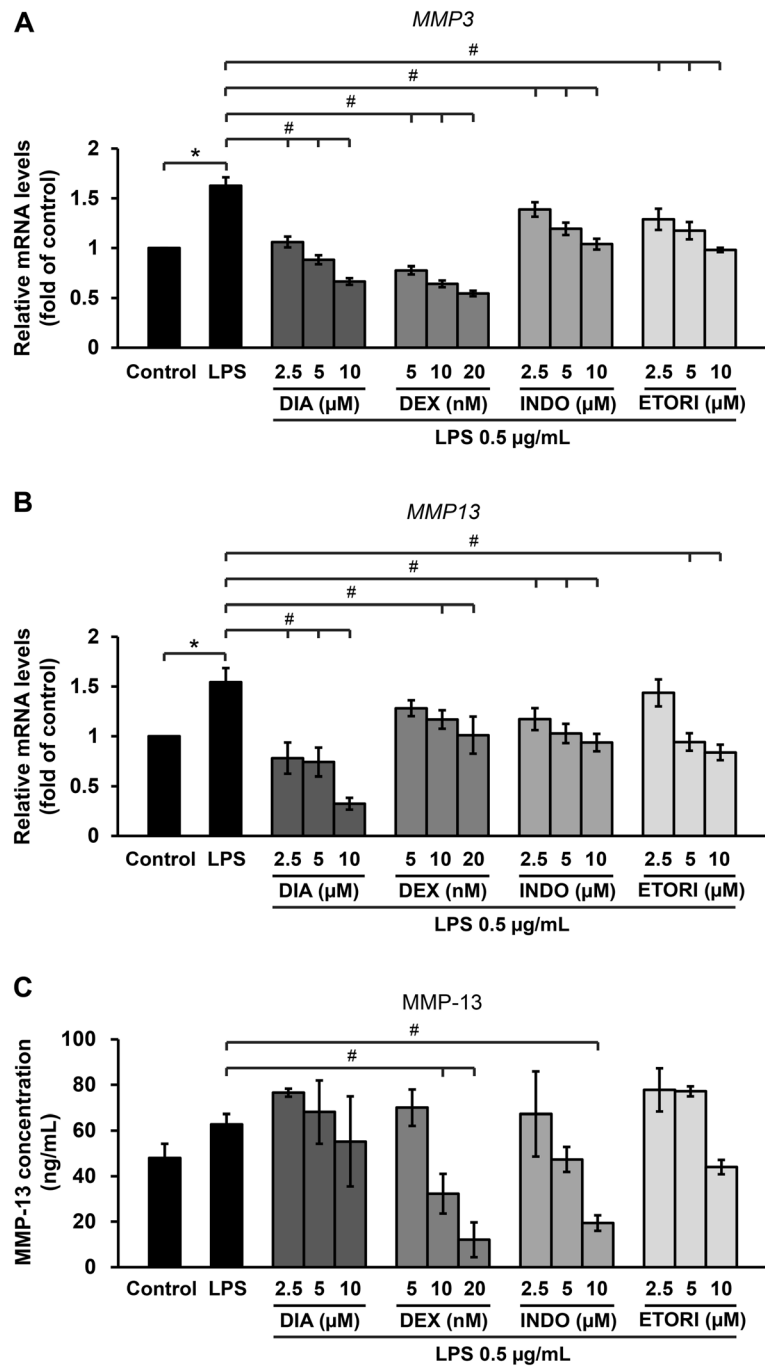 A
MMP3
#
#
#
#
*
Relative mRNA levels
(fold of control)
2
1.5
1
0.5
0
Control LPS 2.5 5 10 5 10 20 2.5 5 10 2.5 5 10
DIA (µM) DEX (nM) INDO (µM) ETORI (µM)
LPS 0.5 µg/mL
B
MMP13
#
#
#
#
*
Relative mRNA levels
(fold of control)
2
1.5
1
0.5
0
Control LPS 2.5 5 10 5 10 20 2.5 5 10 2.5 5 10
DIA (µM) DEX (nM) INDO (µM) ETORI (µM)
LPS 0.5 µg/mL
C
MMP-13
#
#
MMP-13 concentration
(ng/mL)
100
80
60
40
20
0
Control LPS 2.5 5 10 5 10 20 2.5 5 10 2.5 5 10
DIA (µM) DEX (nM) INDO (µM) ETORI (µM)
LPS 0.5 µg/mL